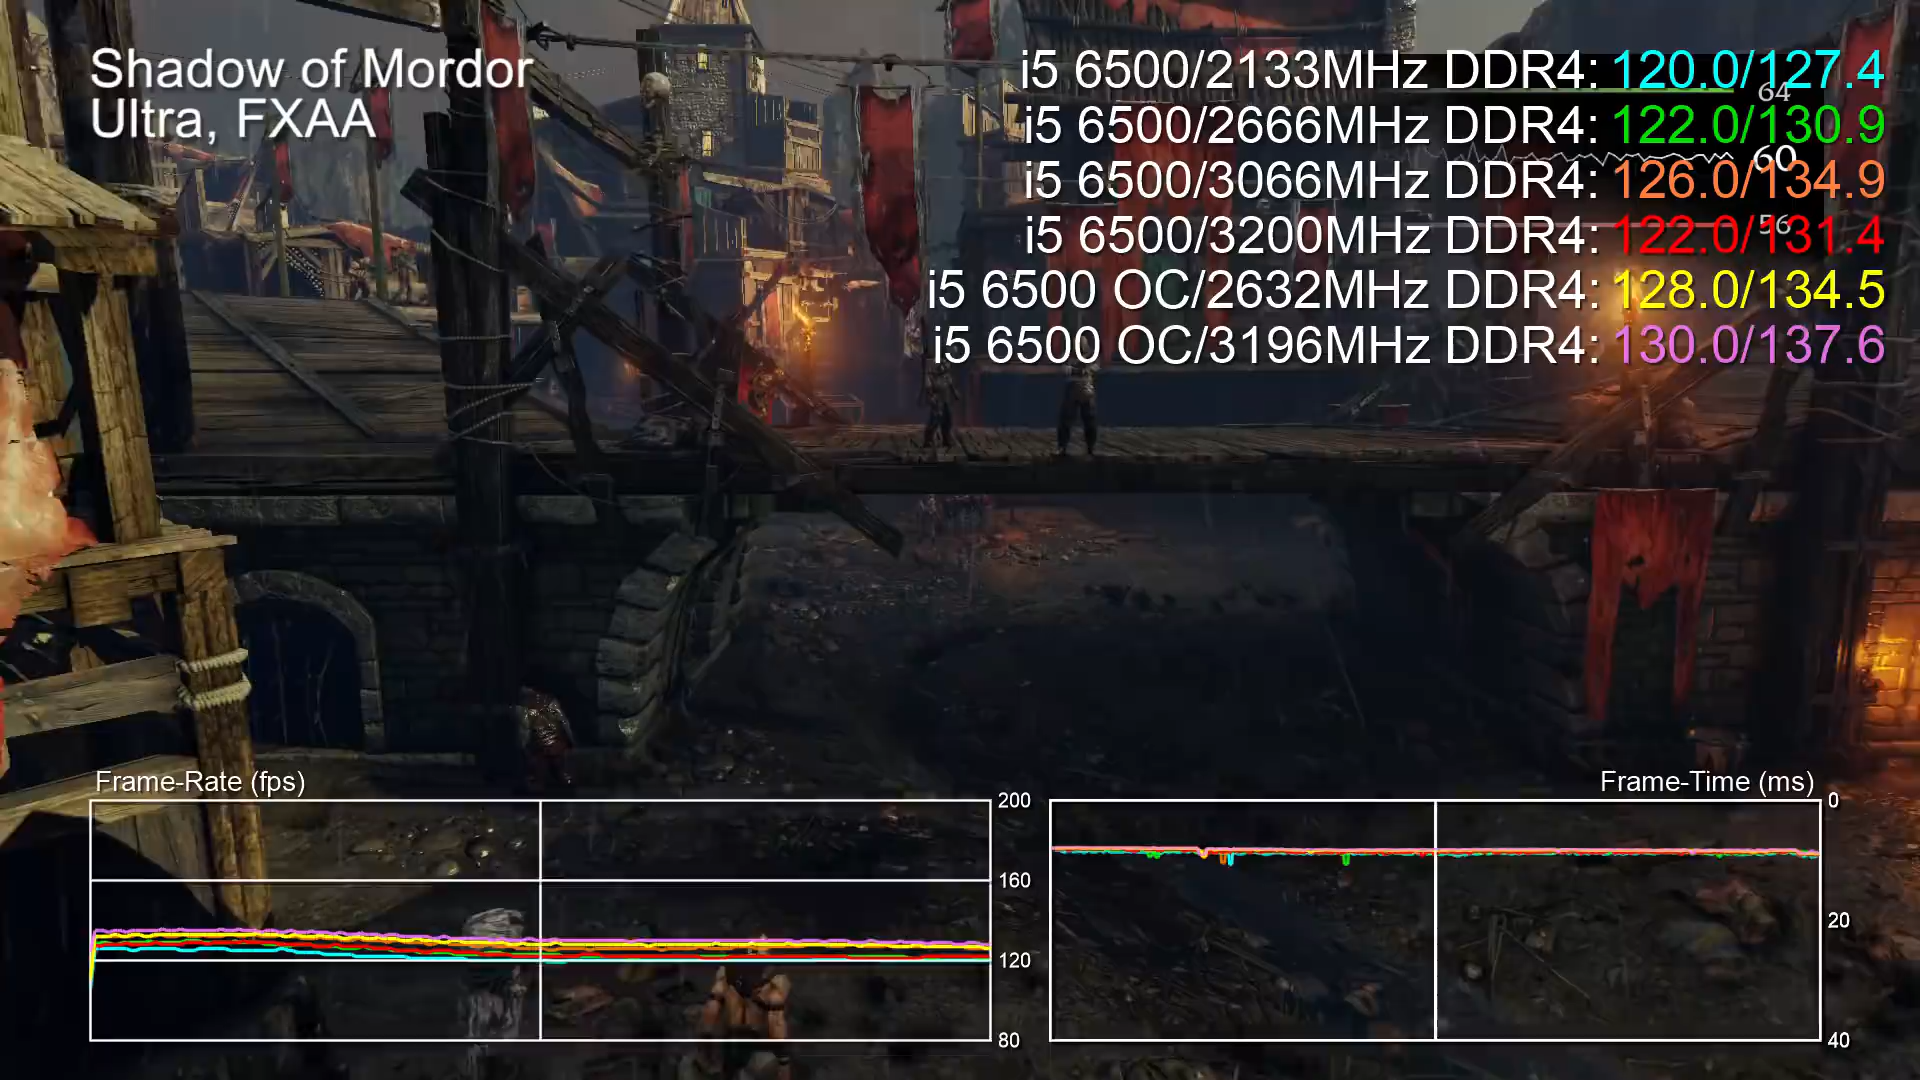 Shadow of Mordor
Ultra, FXAA
i5 6500/2133MHz DDR4: 120.0/127.4
i5 6500/2666MHz DDR4: 122.0/130.9
i5 6500/3066MHz DDR4: 126.0/134.9
i5 6500/3200MHz DDR4: 122.0/131.4
i5 6500 OC/2632MHz DDR4: 128.0/134.5
i5 6500 OC/3196MHz DDR4: 130.0/137.6
64
60
56
Frame-Rate (fps)
200
160
120
80
Frame-Time (ms)
0
20
40